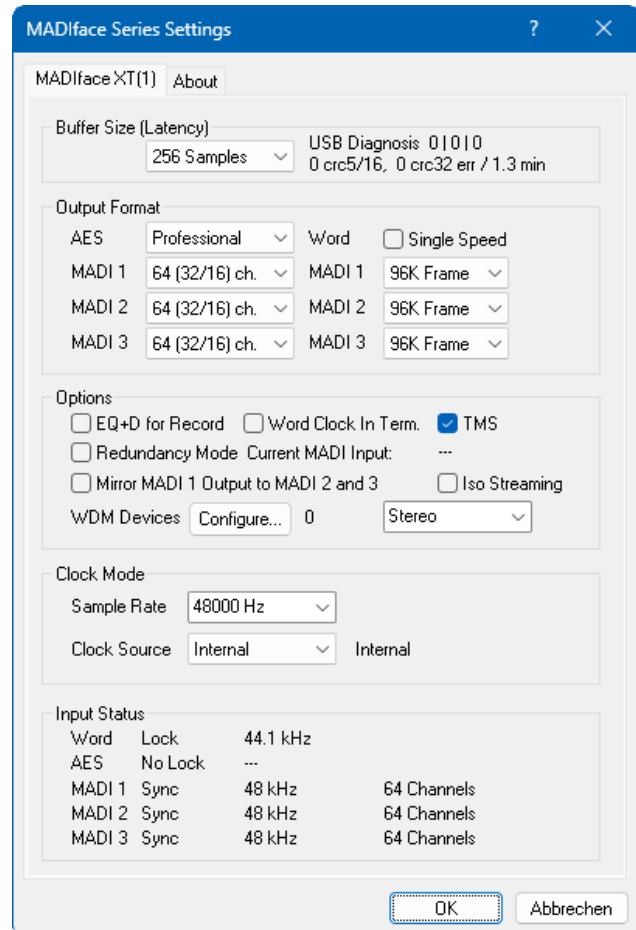 MADIface Series Settings ? ×
MADIface XT(1) About
Buffer Size (Latency)
256 Samples USB Diagnosis 0|0|0
0 crc5/16, 0 crc32 err / 1.3 min
Output Format
AES Professional Word Single Speed
MADI 1 64 (32/16) ch. MADI 1 96K Frame
MADI 2 64 (32/16) ch. MADI 2 96K Frame
MADI 3 64 (32/16) ch. MADI 3 96K Frame
Options
EQ+D for Record Word Clock In Term. TMS
Redundancy Mode Current MADI Input: ---
Mirror MADI 1 Output to MADI 2 and 3 Iso Streaming
WDM Devices Configure... 0 Stereo
Clock Mode
Sample Rate 48000 Hz
Clock Source Internal Internal
Input Status
Word Lock 44.1 kHz
AES No Lock ---
MADI 1 Sync 48 kHz 64 Channels
MADI 2 Sync 48 kHz 64 Channels
MADI 3 Sync 48 kHz 64 Channels
OK Abbrechen